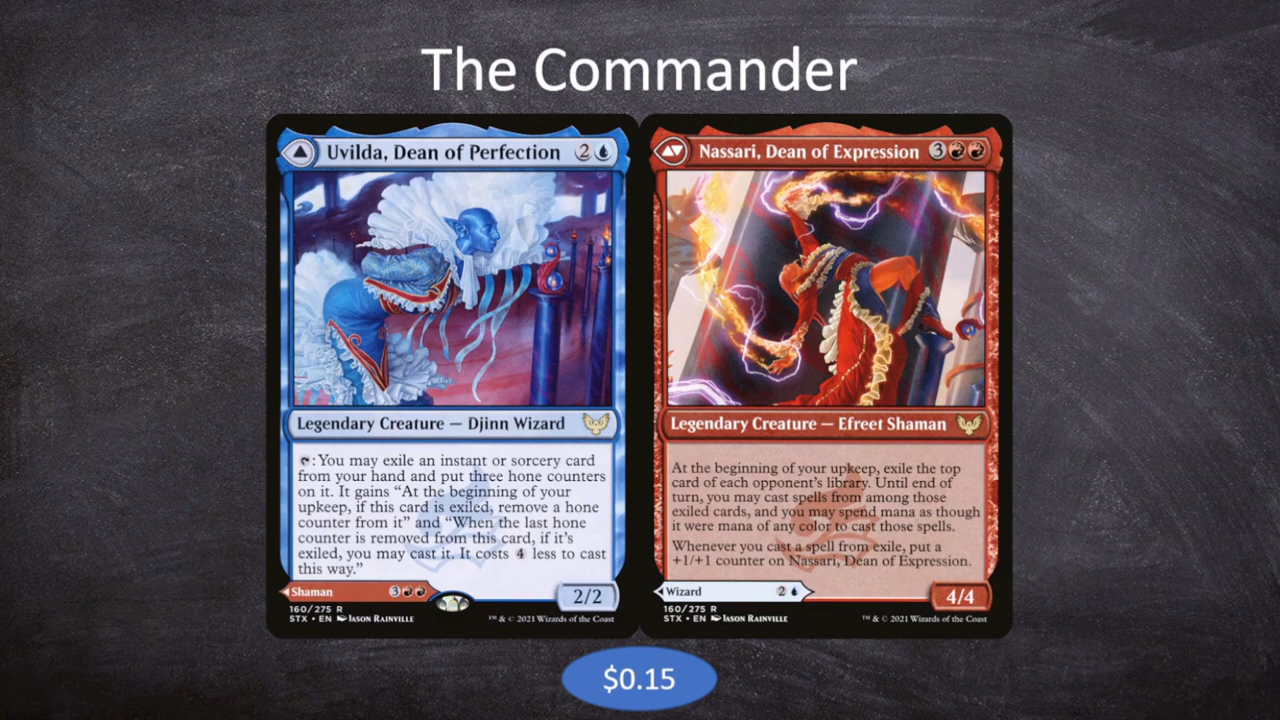 The Commander
Uvilda, Dean of Perfection 2
Legendary Creature — Djinn Wizard
:You may exile an instant or sorcery card
from your hand and put three hone counters
on it. It gains “At the beginning of your
upkeep, if this card is exiled, remove a hone
counter from it” and “When the last hone
counter is removed from this card, if it’s
exiled, you may cast it. It costs 4 less to cast
this way.”
Shaman 3
2/2
160/275 R
STX • EN JASON RAINVILLE
™ & © 2021 Wizards of the Coast
Nassari, Dean of Expression 3
Legendary Creature — Efreet Shaman
At the beginning of your upkeep, exile the top
card of each opponent’s library. Until end of
turn, you may cast spells from among those
exiled cards, and you may spend mana as though
it were mana of any color to cast those spells.
Whenever you cast a spell from exile, put a
+1/+1 counter on Nassari, Dean of Expression.
Wizard 2
4/4
160/275 R
STX • EN JASON RAINVILLE
™ & © 2021 Wizards of the Coast
$0.15